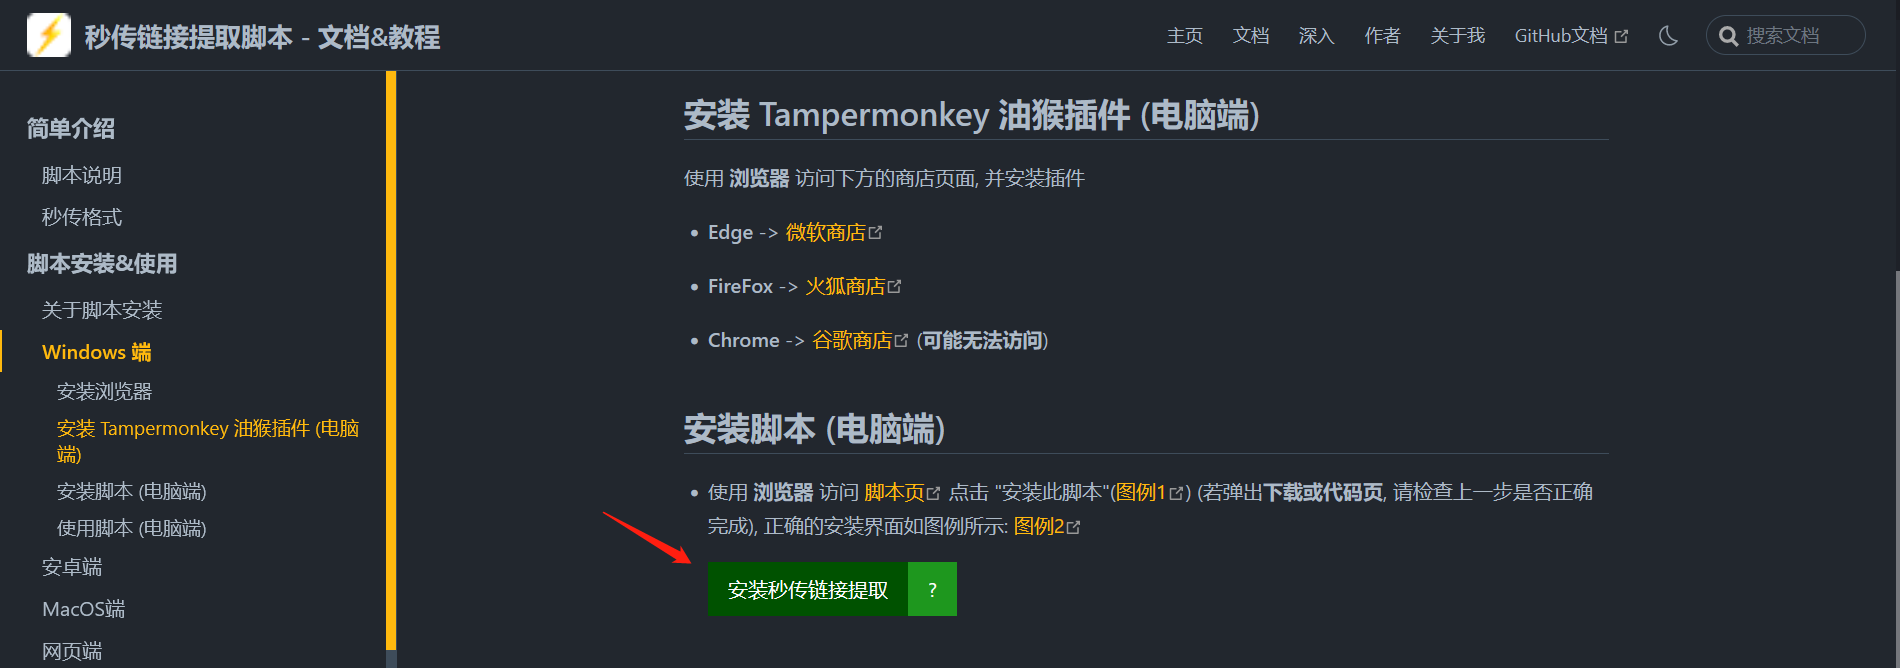 秒传链接提取脚本 - 文档&教程
主页 文档 深入 作者 关于我 GitHub文档 搜索文档
简单介绍
脚本说明
秒传格式
脚本安装&使用
关于脚本安装
Windows 端
安装浏览器
安装 Tampermonkey 油猴插件 (电脑
端)
安装脚本 (电脑端)
使用脚本 (电脑端)
安卓端
MacOS端
网页端
安装 Tampermonkey 油猴插件 (电脑端)
使用 浏览器 访问下方的商店页面, 并安装插件
• Edge -> 微软商店
• FireFox -> 火狐商店
• Chrome -> 谷歌商店 (可能无法访问)
安装脚本 (电脑端)
• 使用 浏览器 访问 脚本页 点击 "安装此脚本"(图例1) (若弹出下载或代码页, 请检查上一步是否正确
完成), 正确的安装界面如图例所示: 图例2
安装秒传链接提取 ?